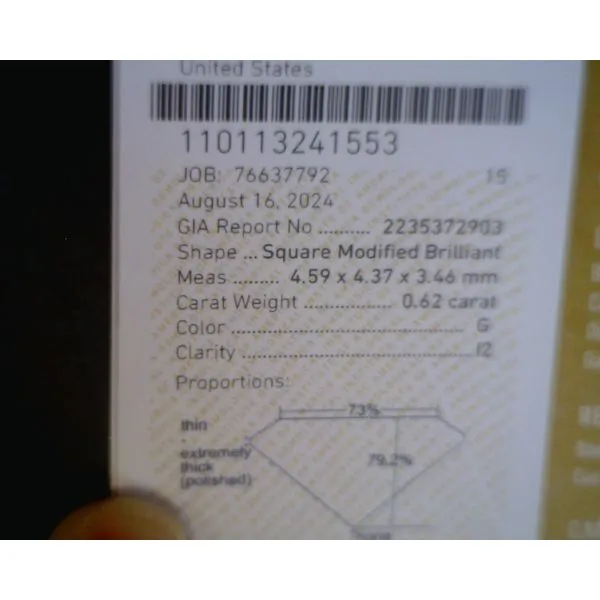 United States
110113241553
JOB: 76637792 15
August 16, 2024
GIA Report No .......... 2235372903
Shape ... Square Modified Brilliant
Meas ......... 4.59 x 4.37 x 3.46 mm
Carat Weight ................. 0.62 carat
Color ............................................. G
Clarity ........................................... I2
Proportions:
73%
thin
-
extremely
thick
(polished)
79.2%